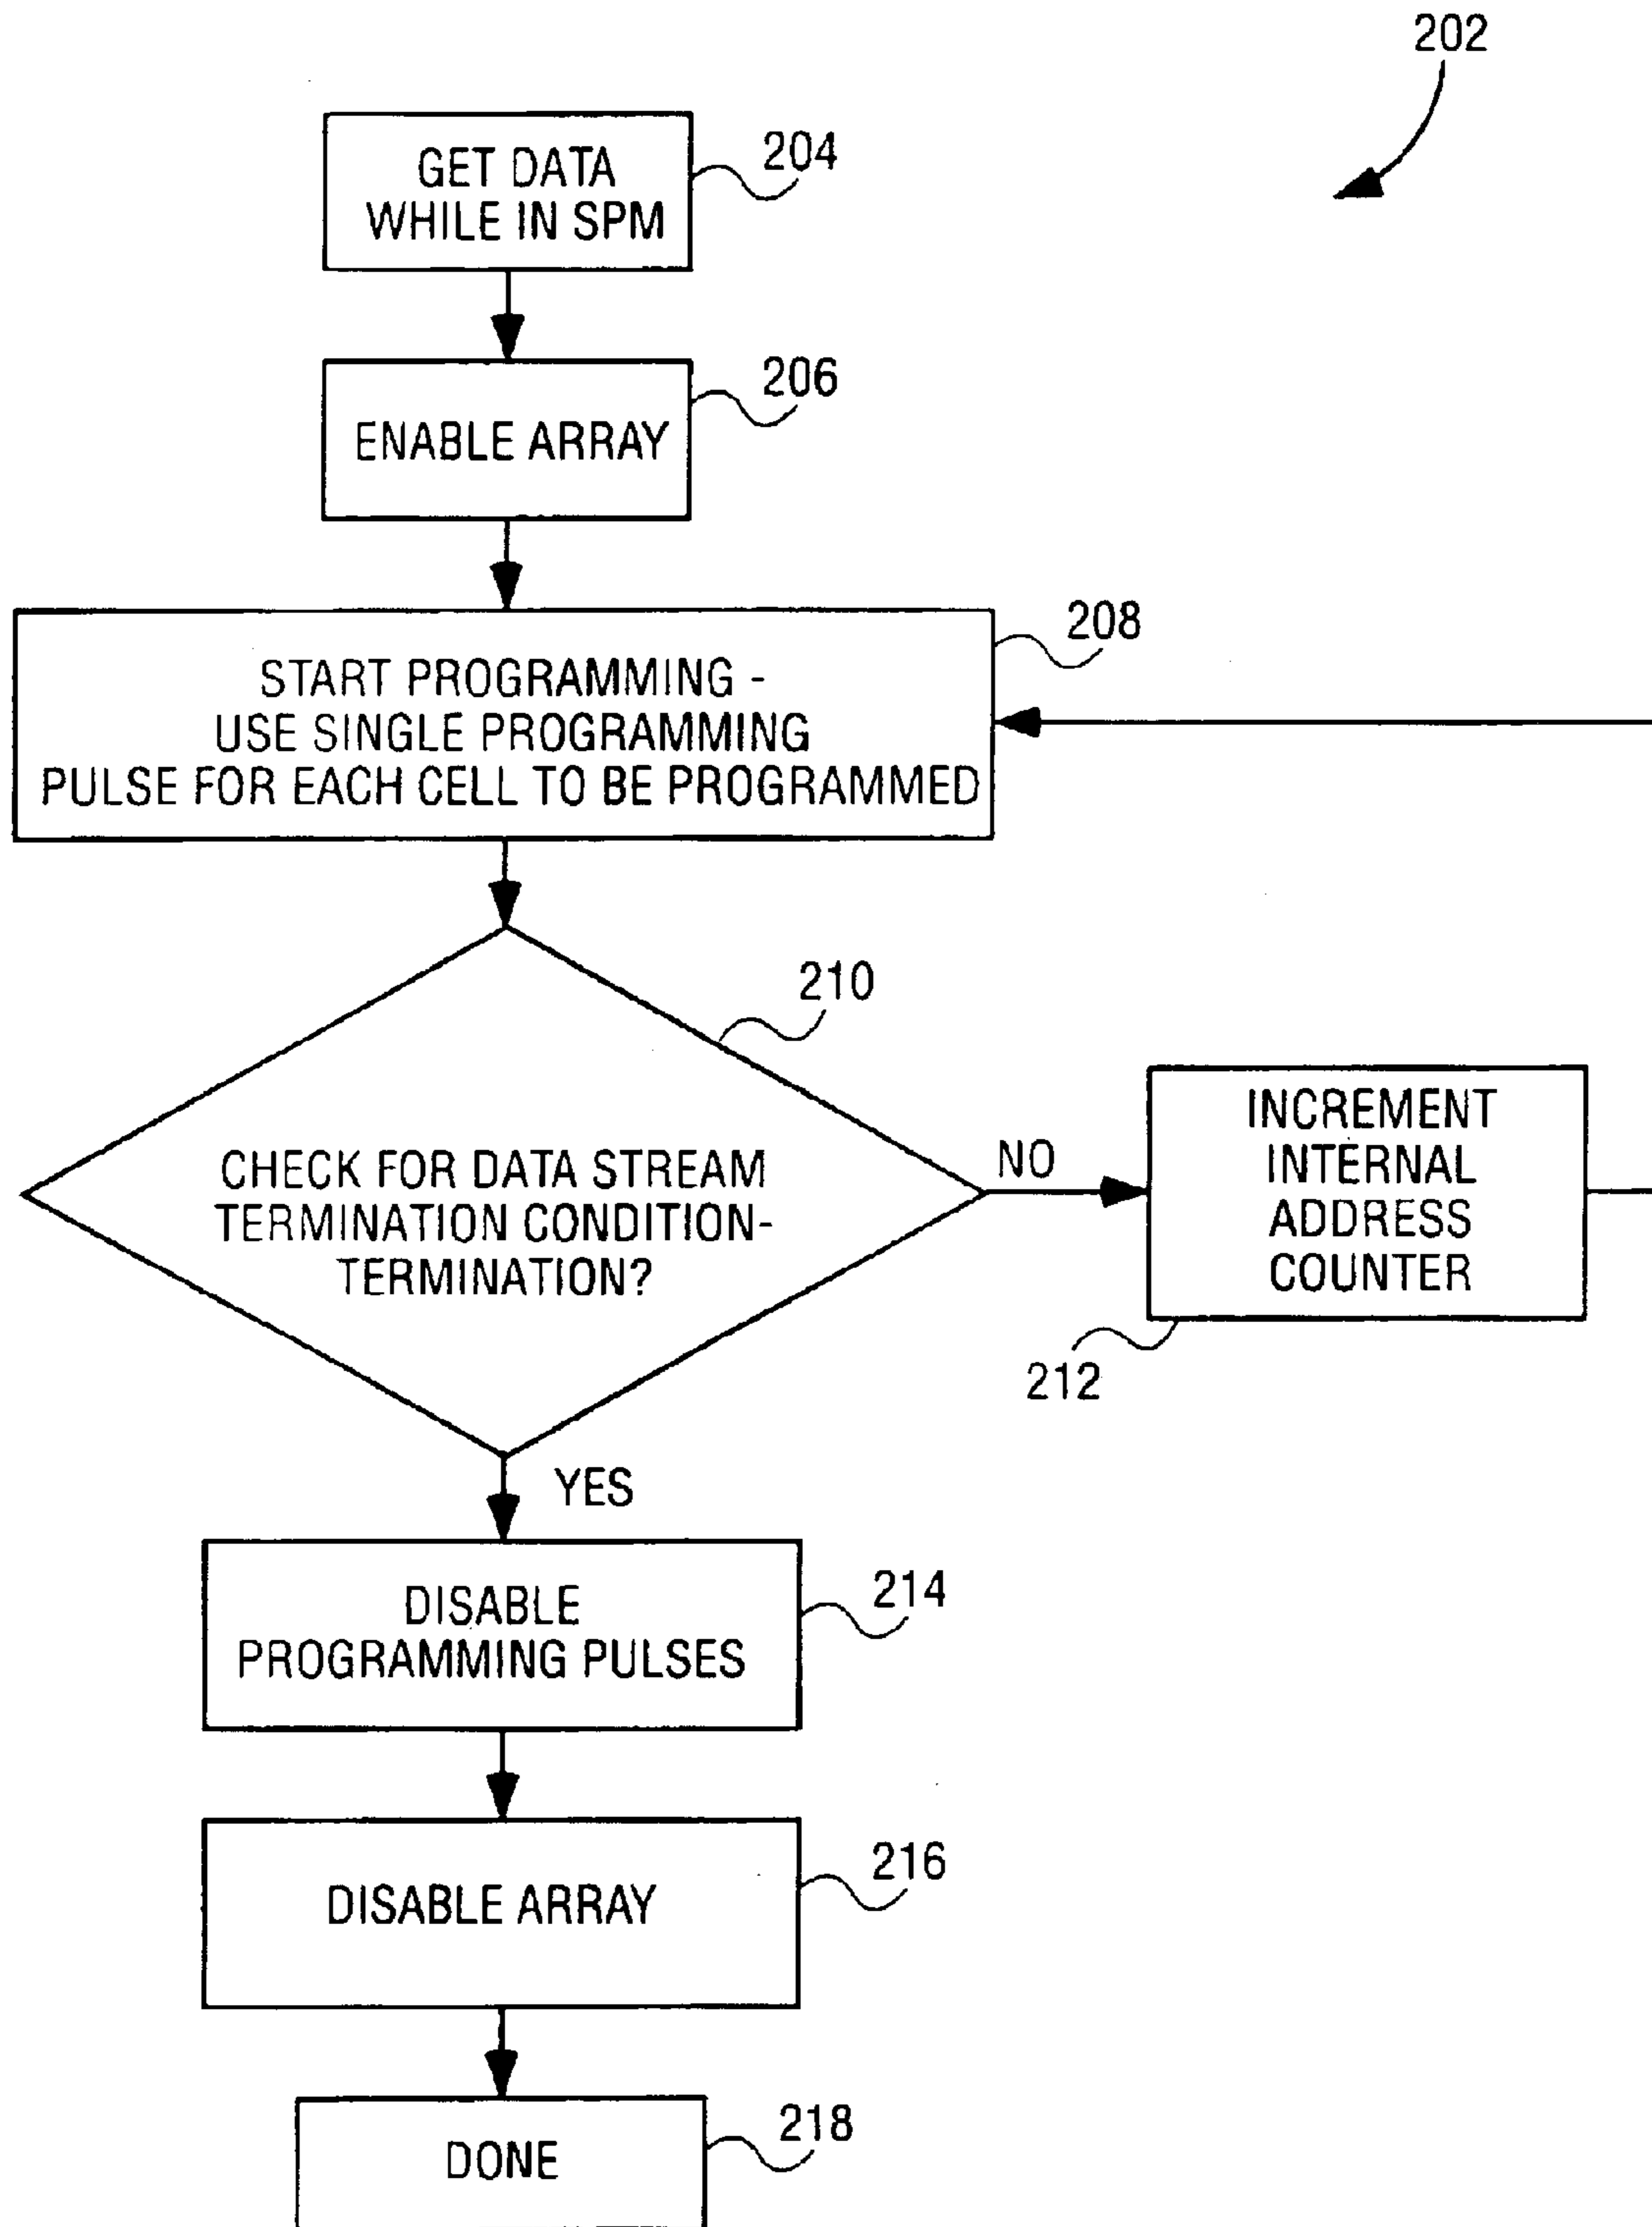 202
GET DATA
WHILE IN SPM
204
ENABLE ARRAY
206
START PROGRAMMING -
USE SINGLE PROGRAMMING
PULSE FOR EACH CELL TO BE PROGRAMMED
208
CHECK FOR DATA STREAM
TERMINATION CONDITION-
TERMINATION?
210
NO
INCREMENT
INTERNAL
ADDRESS
COUNTER
212
YES
DISABLE
PROGRAMMING PULSES
214
DISABLE ARRAY
216
DONE
218